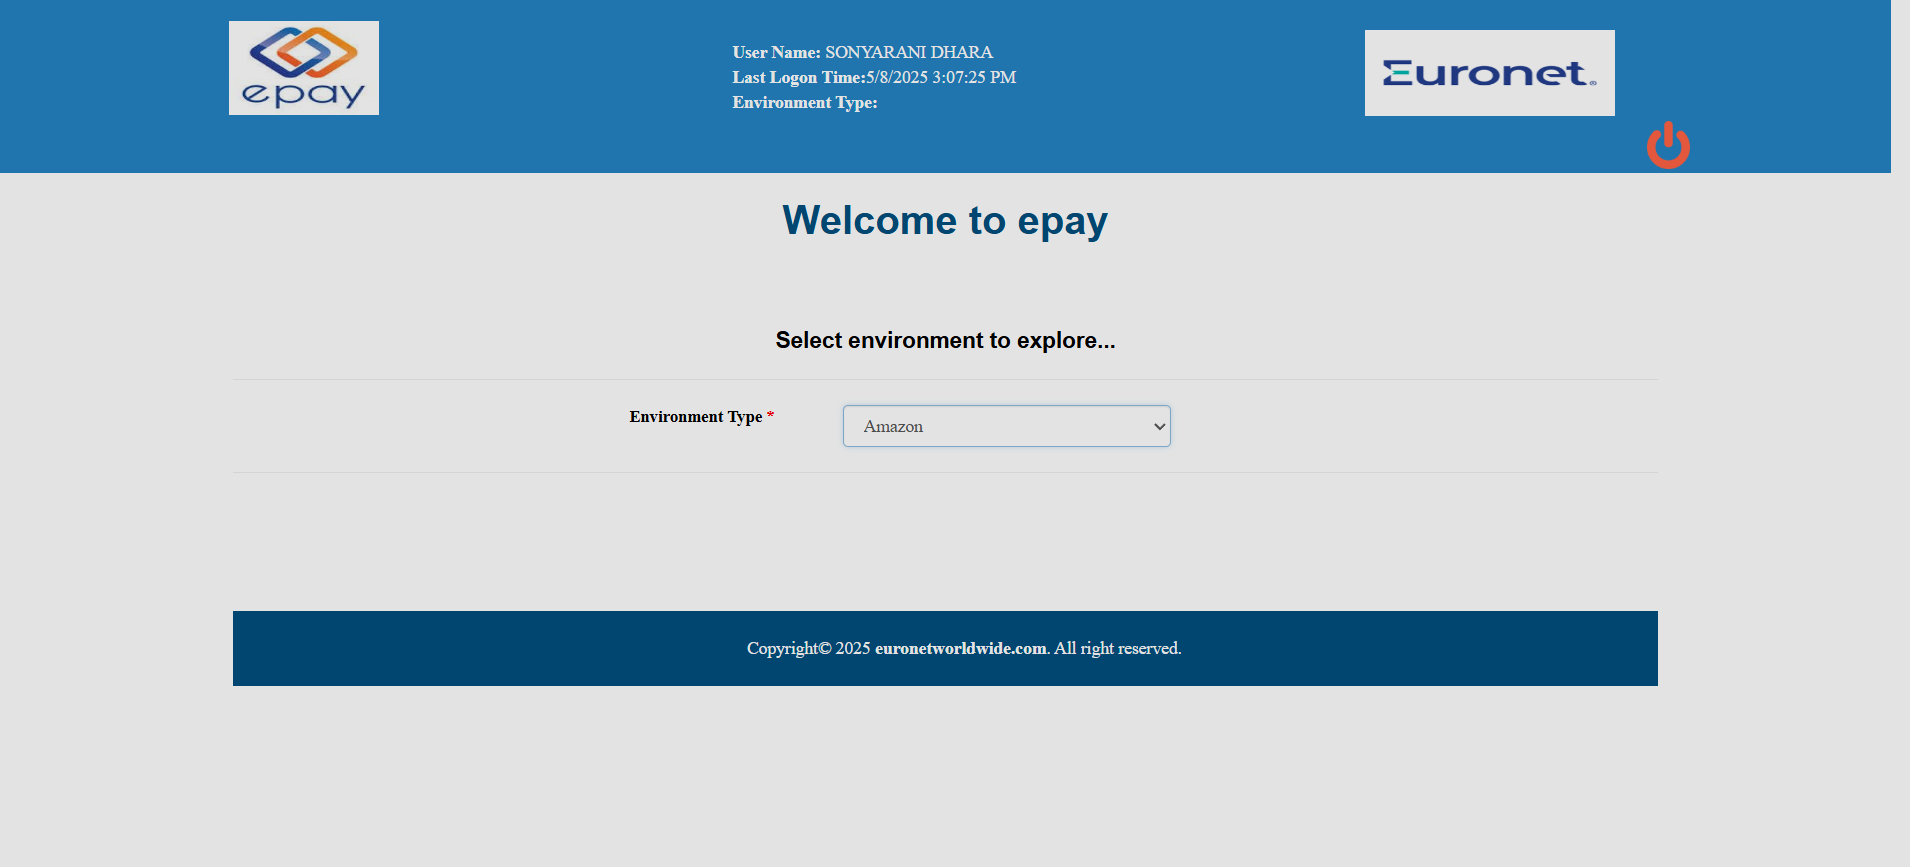 epay
User Name: SONYARANI DHARA
Last Logon Time:5/8/2025 3:07:25 PM
Environment Type:
Euronet®
Welcome to epay
Select environment to explore...
Environment Type *
Amazon
Copyright© 2025 euronetworldwide.com. All right reserved.